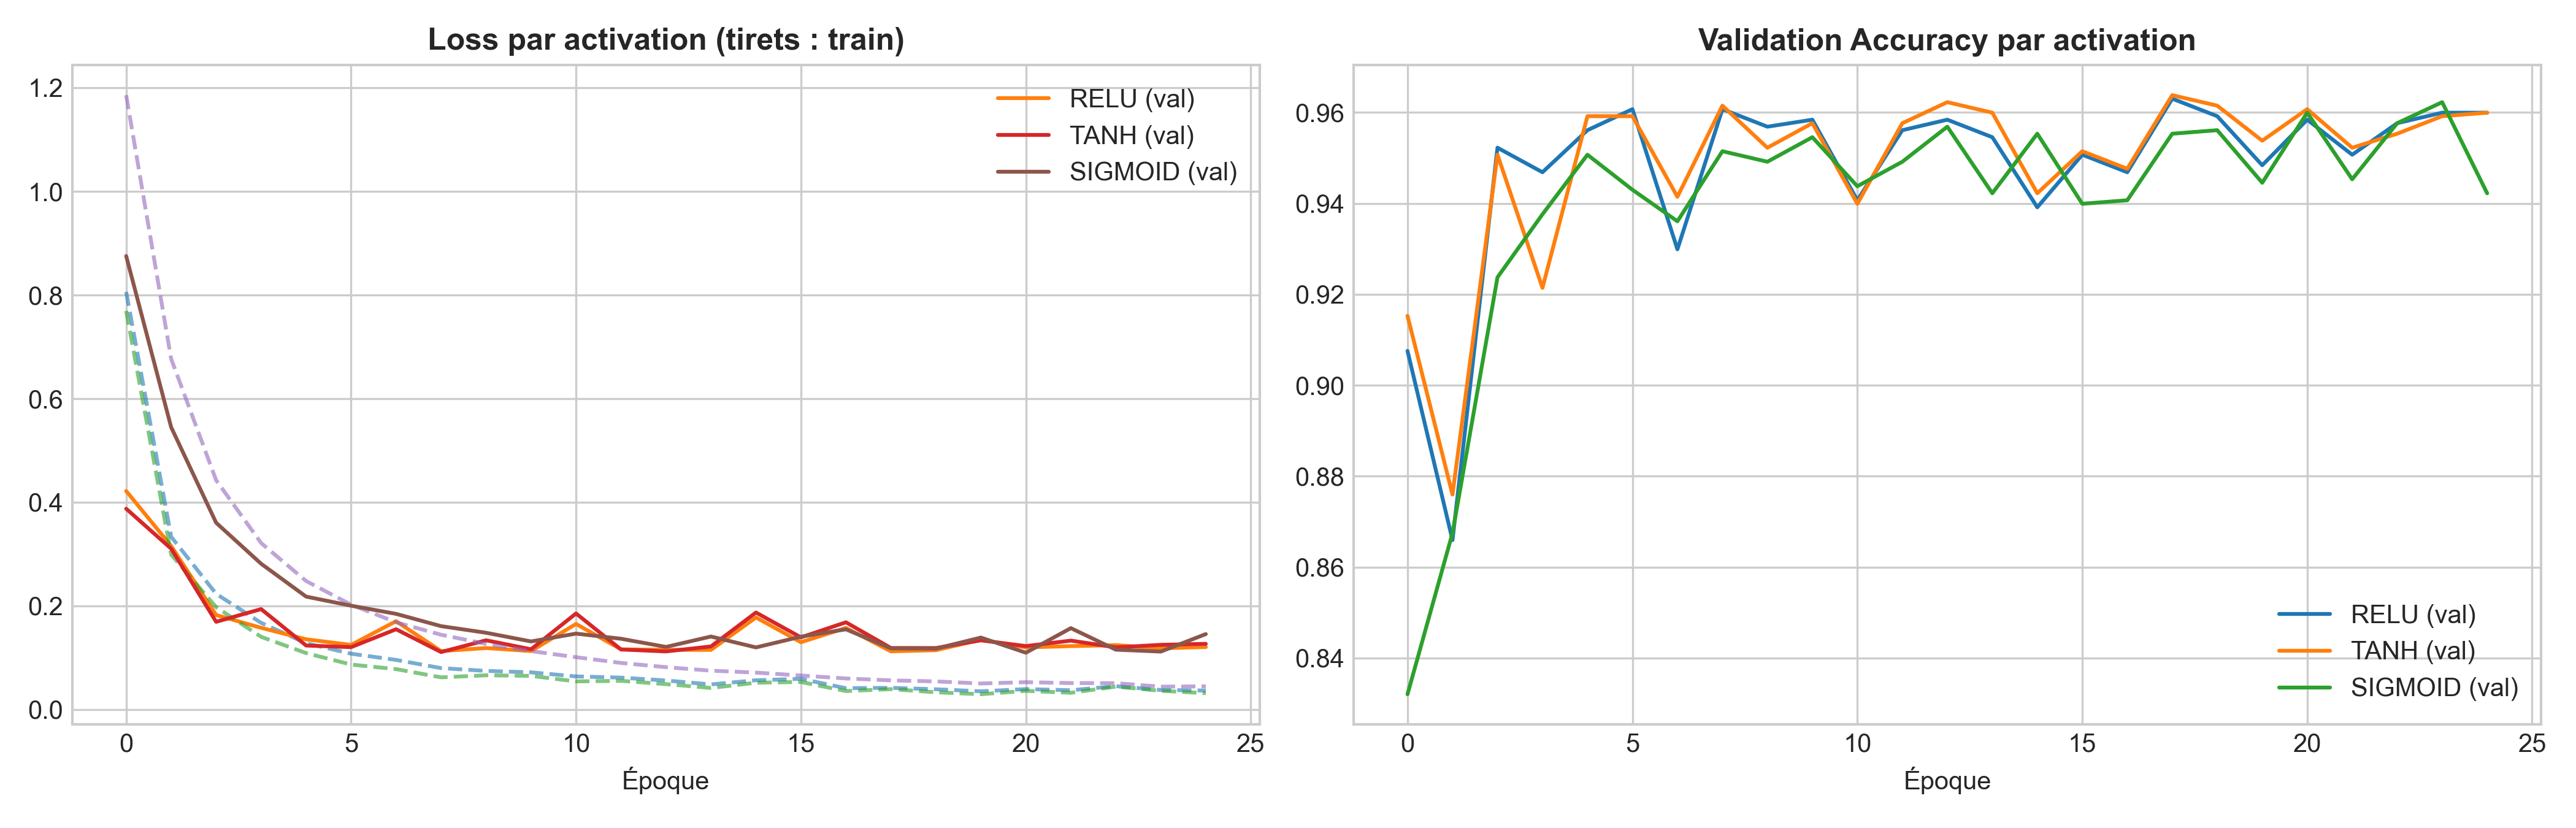 Loss par activation (tirets : train)
1.2
1.0
0.8
0.6
0.4
0.2
0.0
0
5
10
15
20
25
Époque
RELU (val)
TANH (val)
SIGMOID (val)
Validation Accuracy par activation
0.96
0.94
0.92
0.90
0.88
0.86
0.84
0
5
10
15
20
25
Époque
RELU (val)
TANH (val)
SIGMOID (val)